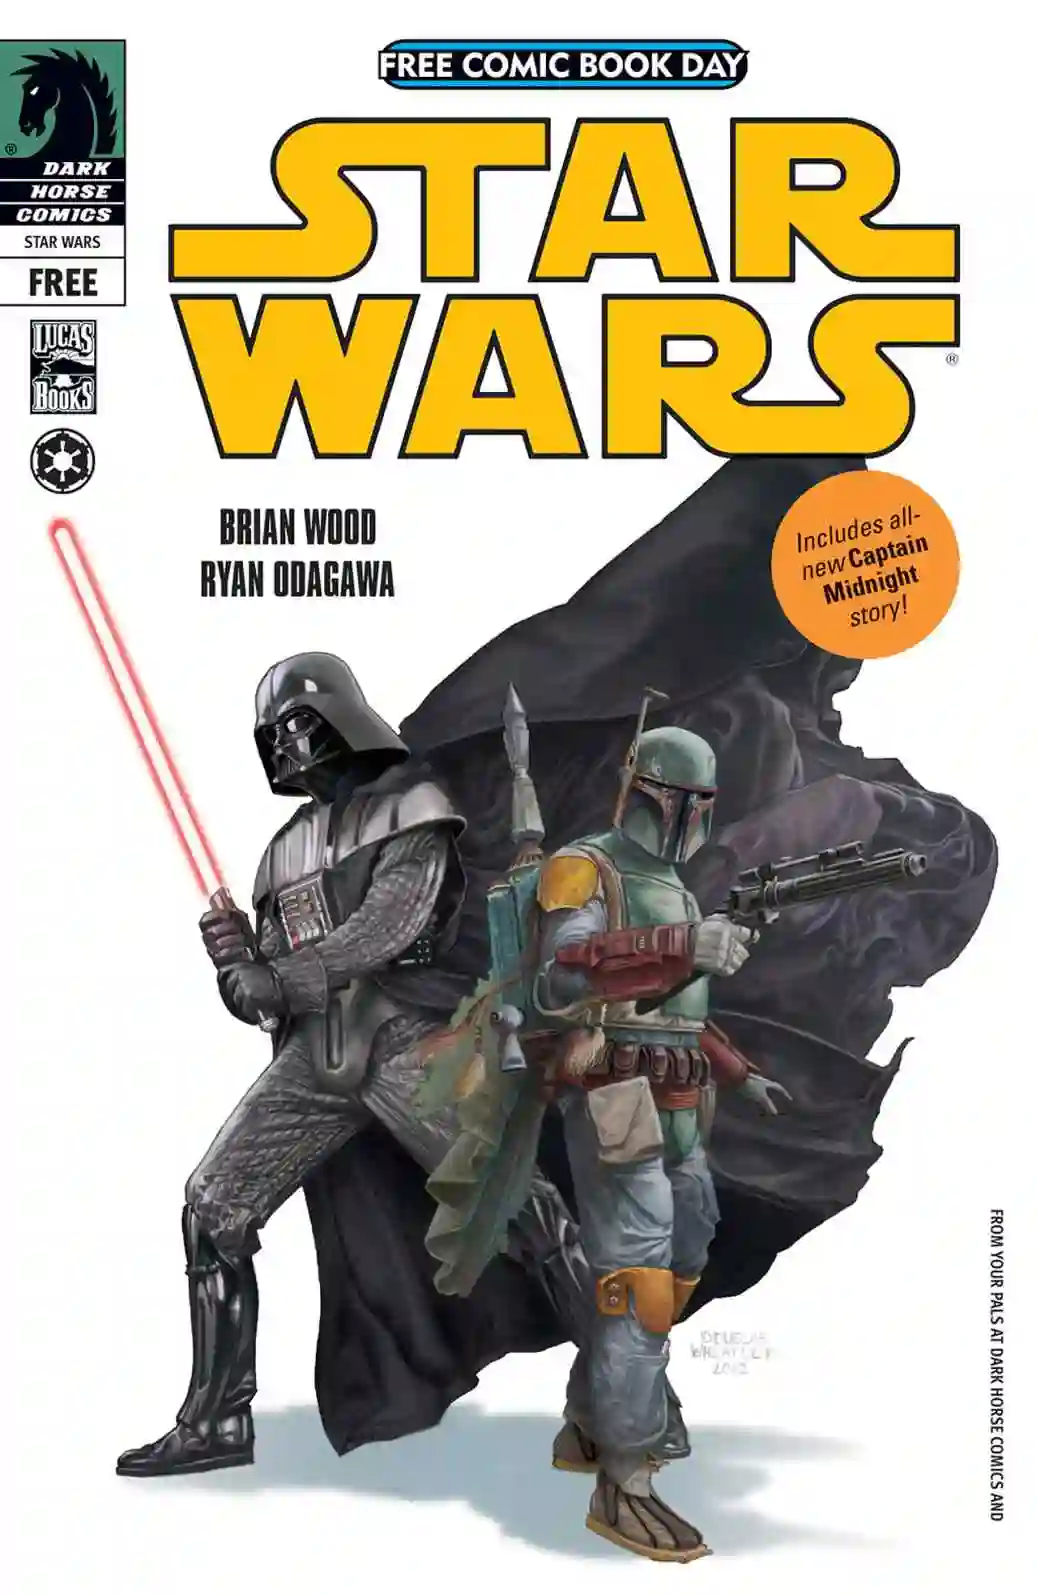 FREE COMIC BOOK DAY
STAR
WARS
®
®
DARK
HORSE
COMICS
STAR WARS
FREE
LUCAS
BOOKS
BRIAN WOOD
RYAN ODAGAWA
Includes all-
new Captain
Midnight
story!
2012
FROM YOUR PALS AT DARK HORSE COMICS AND